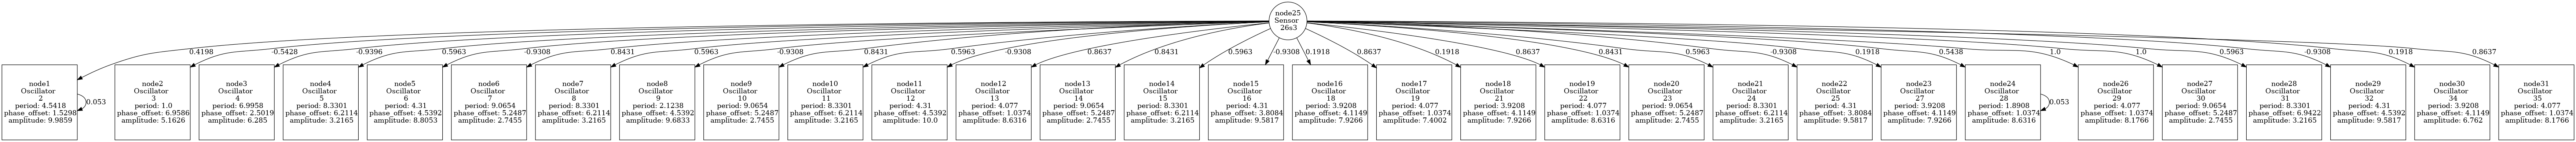 node25
Sensor
26s3
0.4198
-0.5428
-0.9396
0.5963
-0.9308
0.8431
0.5963
-0.9308
0.8431
0.5963
-0.9308
0.8637
0.8431
0.5963
-0.9308
0.1918
0.8637
0.1918
0.8637
0.8431
0.5963
-0.9308
0.1918
0.5438
1.0
1.0
0.5963
-0.9308
0.1918
0.8637
node1
Oscillator
2
period: 4.5418
phase_offset: 1.5298
amplitude: 9.9859
0.053
node2
Oscillator
3
period: 1.0
phase_offset: 6.9586
amplitude: 5.1626
node3
Oscillator
4
period: 6.9958
phase_offset: 2.5019
amplitude: 6.285
node4
Oscillator
5
period: 8.3301
phase_offset: 6.2114
amplitude: 3.2165
node5
Oscillator
6
period: 4.31
phase_offset: 4.5392
amplitude: 8.8053
node6
Oscillator
7
period: 9.0654
phase_offset: 5.2487
amplitude: 2.7455
node7
Oscillator
8
period: 8.3301
phase_offset: 6.2114
amplitude: 3.2165
node8
Oscillator
9
period: 2.1238
phase_offset: 4.5392
amplitude: 9.6833
node9
Oscillator
10
period: 9.0654
phase_offset: 5.2487
amplitude: 2.7455
node10
Oscillator
11
period: 8.3301
phase_offset: 6.2114
amplitude: 3.2165
node11
Oscillator
12
period: 4.31
phase_offset: 4.5392
amplitude: 10.0
node12
Oscillator
13
period: 4.077
phase_offset: 1.0374
amplitude: 8.6316
node13
Oscillator
14
period: 9.0654
phase_offset: 5.2487
amplitude: 2.7455
node14
Oscillator
15
period: 8.3301
phase_offset: 6.2114
amplitude: 3.2165
node15
Oscillator
16
period: 4.31
phase_offset: 3.8084
amplitude: 9.5817
node16
Oscillator
18
period: 3.9208
phase_offset: 4.1149
amplitude: 7.9266
node17
Oscillator
19
period: 4.077
phase_offset: 1.0374
amplitude: 7.4002
node18
Oscillator
21
period: 3.9208
phase_offset: 4.1149
amplitude: 7.9266
node19
Oscillator
22
period: 4.077
phase_offset: 1.0374
amplitude: 8.6316
node20
Oscillator
23
period: 9.0654
phase_offset: 5.2487
amplitude: 2.7455
node21
Oscillator
24
period: 8.3301
phase_offset: 6.2114
amplitude: 3.2165
node22
Oscillator
25
period: 4.31
phase_offset: 3.8084
amplitude: 9.5817
node23
Oscillator
27
period: 3.9208
phase_offset: 4.1149
amplitude: 7.9266
node24
Oscillator
28
period: 1.8908
phase_offset: 1.0374
amplitude: 8.6316
0.053
node26
Oscillator
29
period: 4.077
phase_offset: 1.0374
amplitude: 8.1766
node27
Oscillator
30
period: 9.0654
phase_offset: 5.2487
amplitude: 2.7455
node28
Oscillator
31
period: 8.3301
phase_offset: 6.9422
amplitude: 3.2165
node29
Oscillator
32
period: 4.31
phase_offset: 4.5392
amplitude: 9.5817
node30
Oscillator
34
period: 3.9208
phase_offset: 4.1149
amplitude: 6.762
node31
Oscillator
35
period: 4.077
phase_offset: 1.0374
amplitude: 8.1766